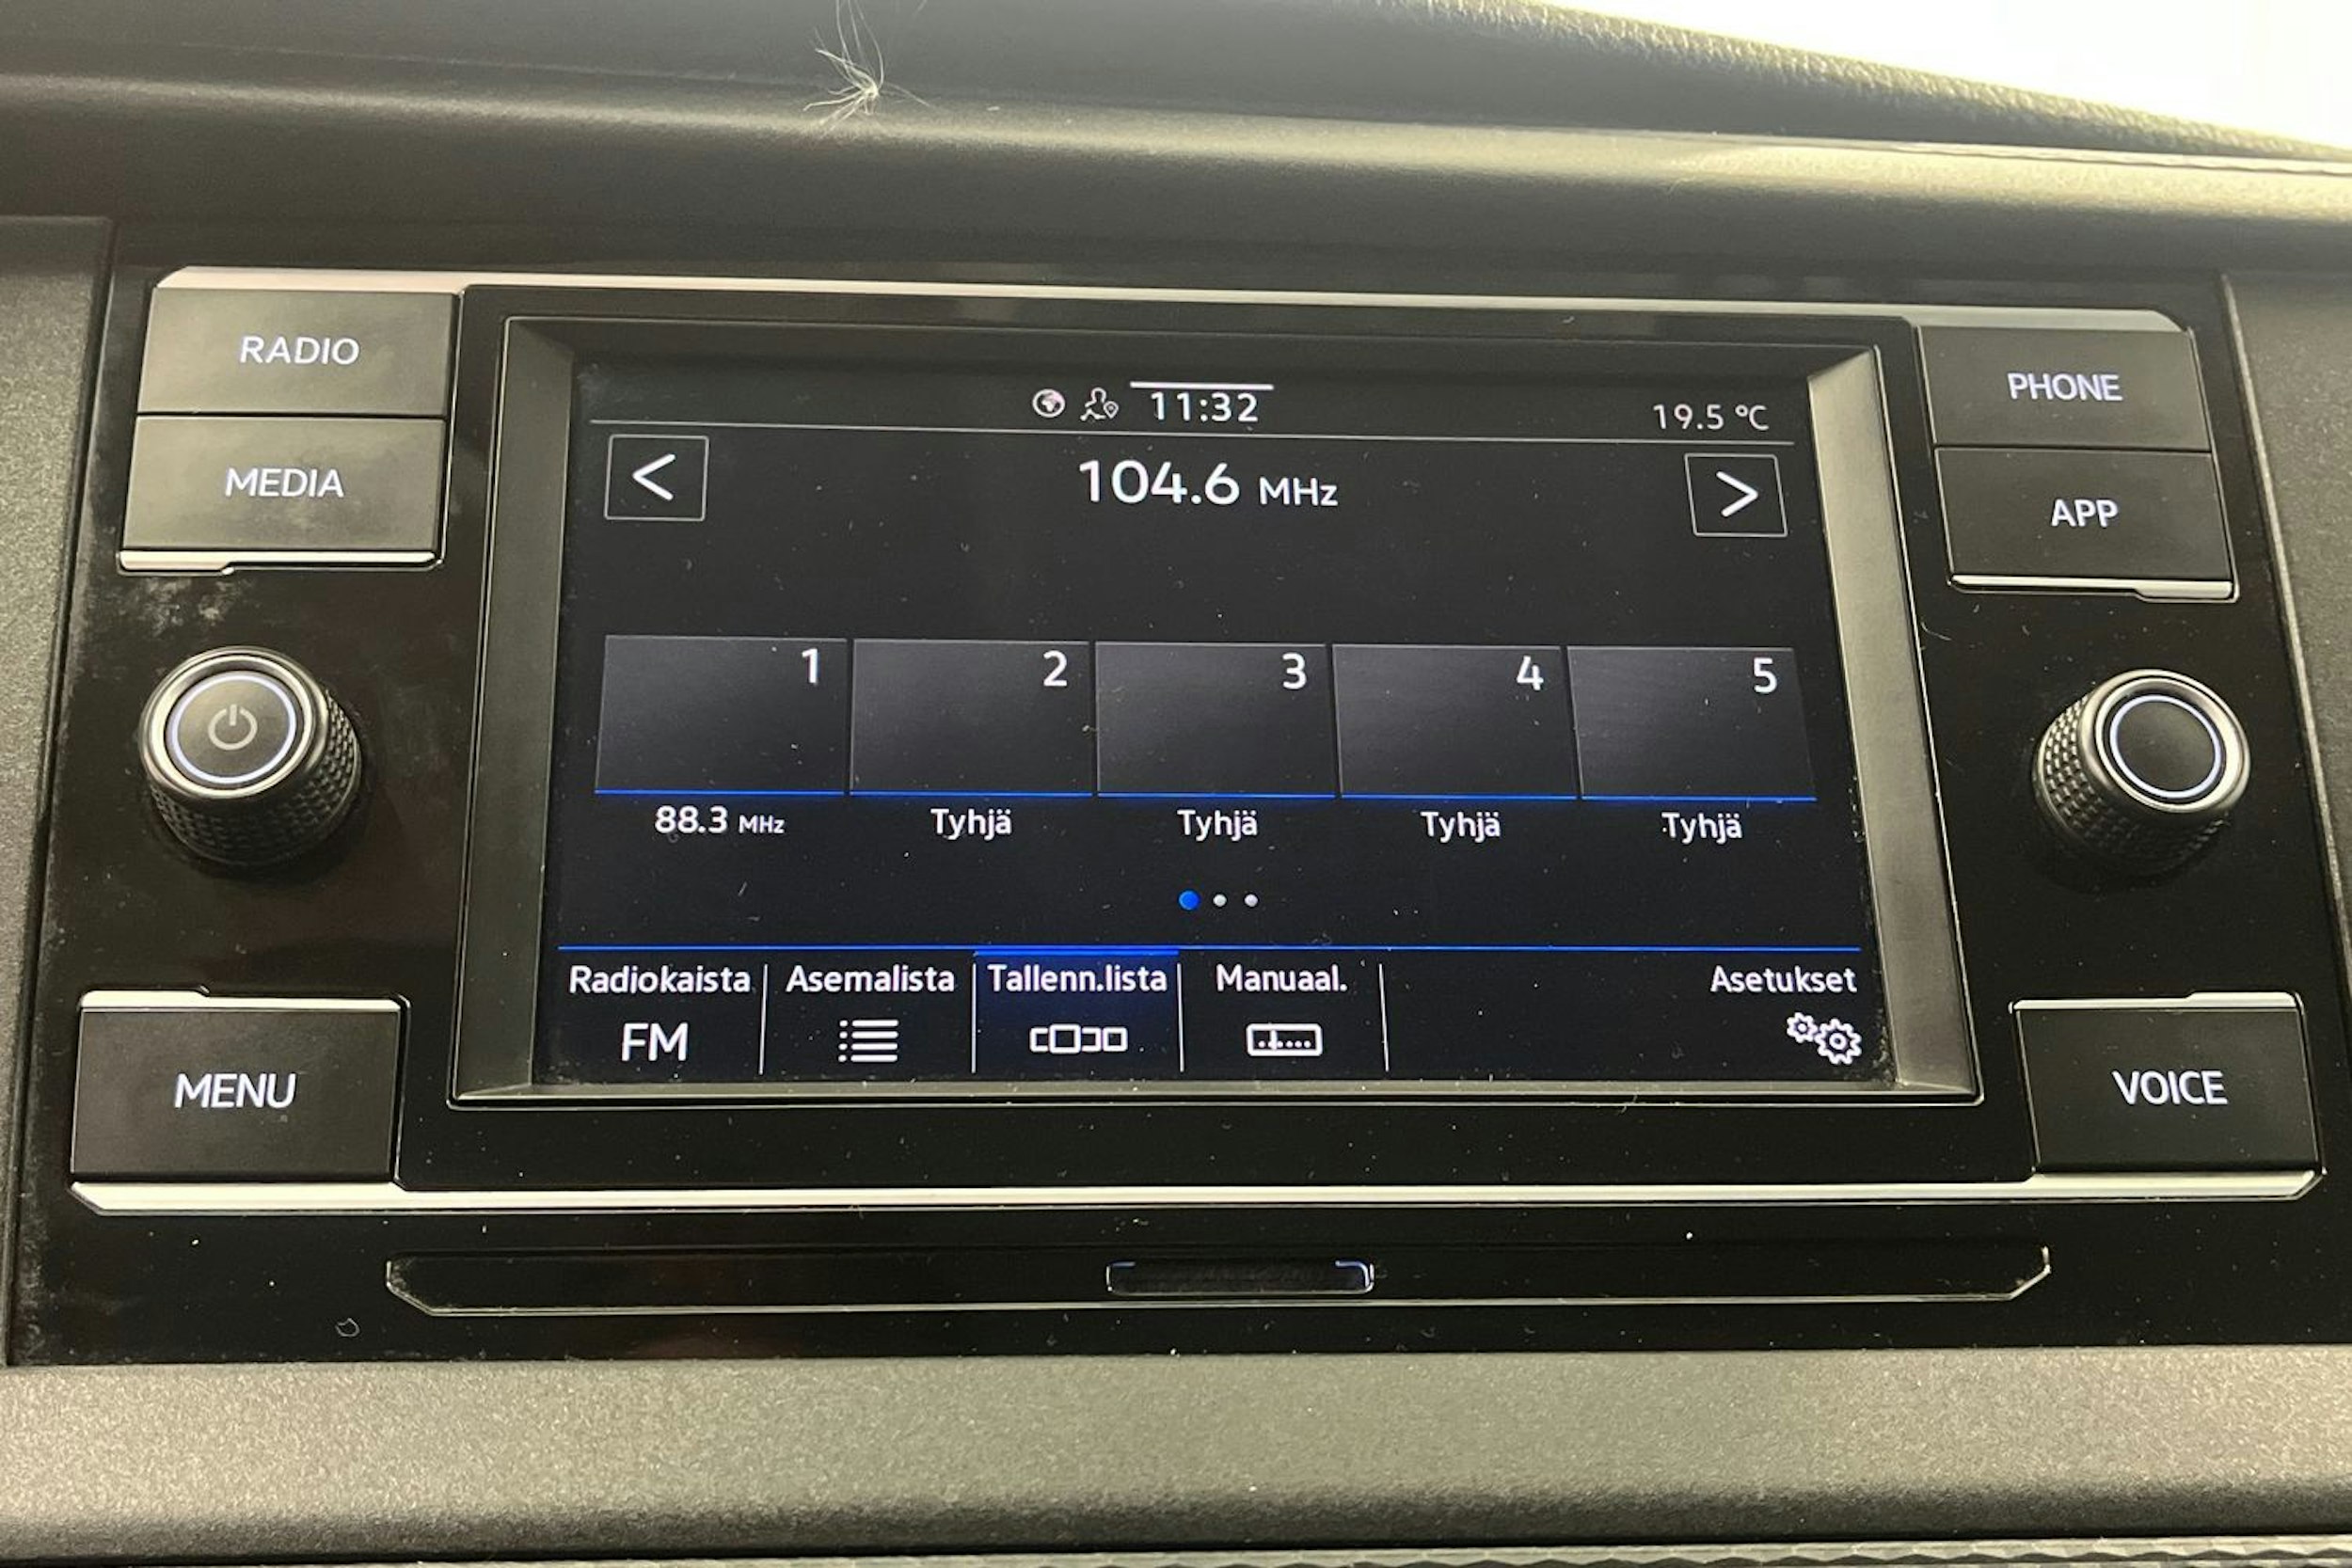 RADIO
MEDIA
MENU
11:32
19.5 °C
<
104.6 MHz
>
1
2
3
4
5
88.3 MHz
Tyhjä
Tyhjä
Tyhjä
Tyhjä
Radiokaista
Asemalista
Tallenn.lista
Manuaal.
Asetukset
FM
PHONE
APP
VOICE